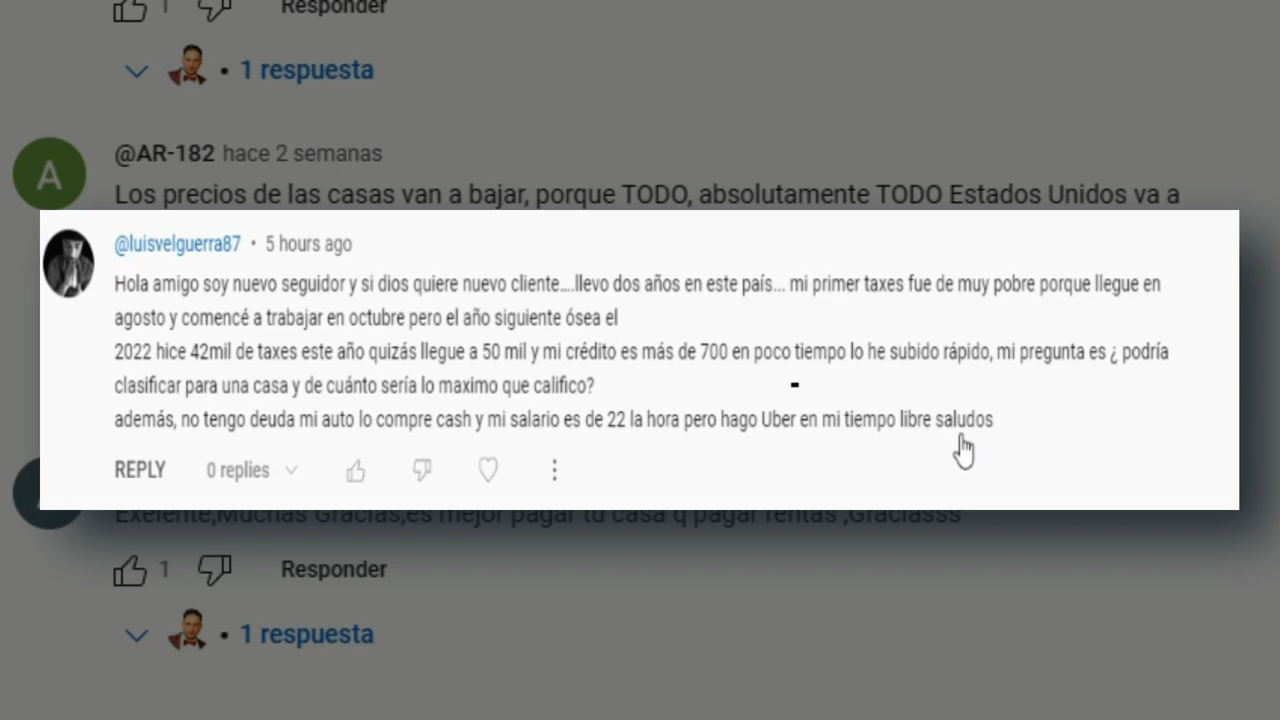 1 Responder
1 respuesta
A @AR-182 hace 2 semanas
Los precios de las casas van a bajar, porque TODO, absolutamente TODO Estados Unidos va a
@luisvelguerra87 • 5 hours ago
Hola amigo soy nuevo seguidor y si dios quiere nuevo cliente....llevo dos años en este país... mi primer taxes fue de muy pobre porque llegue en
agosto y comencé a trabajar en octubre pero el año siguiente ósea el
2022 hice 42mil de taxes este año quizás llegue a 50 mil y mi crédito es más de 700 en poco tiempo lo he subido rápido, mi pregunta es ¿ podría
clasificar para una casa y de cuánto sería lo maximo que califico?
además, no tengo deuda mi auto lo compre cash y mi salario es de 22 la hora pero hago Uber en mi tiempo libre saludos
REPLY 0 replies
Exelente,Muchas Gracias,es mejor pagar tu casa q pagar rentas ,Graciasss
1 Responder
1 respuesta